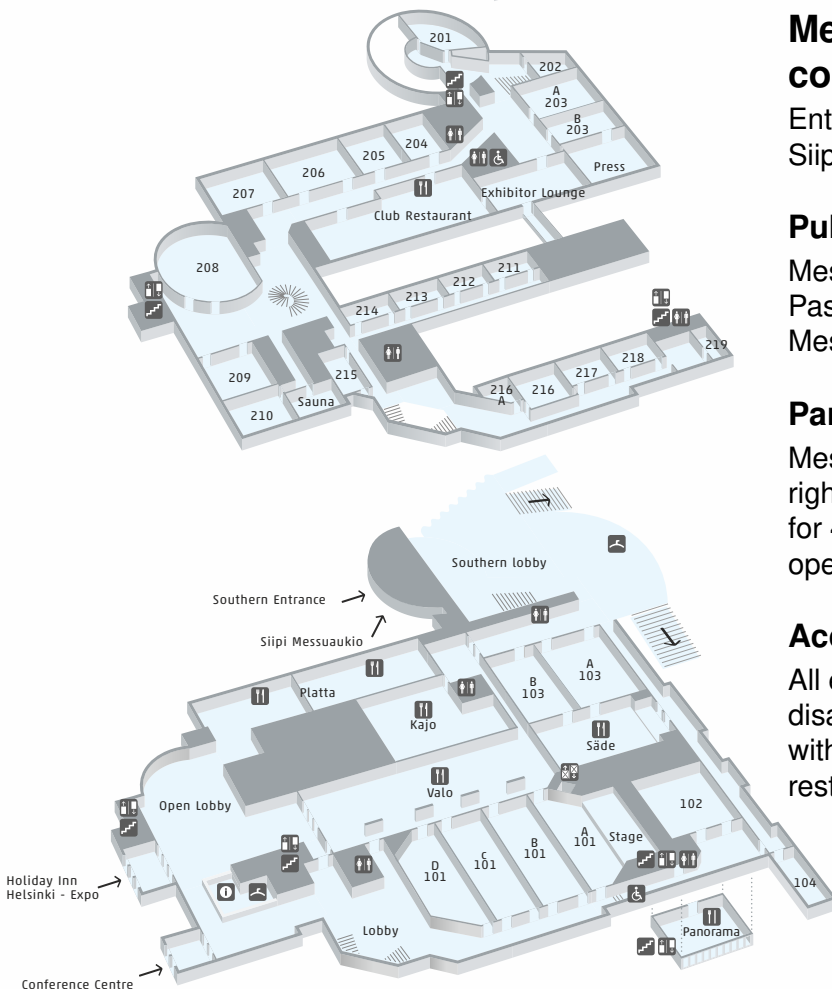 201
202
A
203
B
203
204
205
206
207
Press
Exhibitor Lounge
Club Restaurant
208
211
212
213
214
219
218
217
216
216
A
215
209
210
Sauna
Southern lobby
Southern Entrance
Siipi Messuaukio
A
103
B
103
Platta
Kajo
Säde
Valo
Open Lobby
102
Stage
A
101
B
101
C
101
D
101
104
Holiday Inn
Helsinki - Expo
Lobby
Panorama
Conference Centre
Me
co
Ent
Siip
Pul
Mes
Pas
Mes
Par
Mes
righ
for 4
ope
Acc
All
disa
with
rest